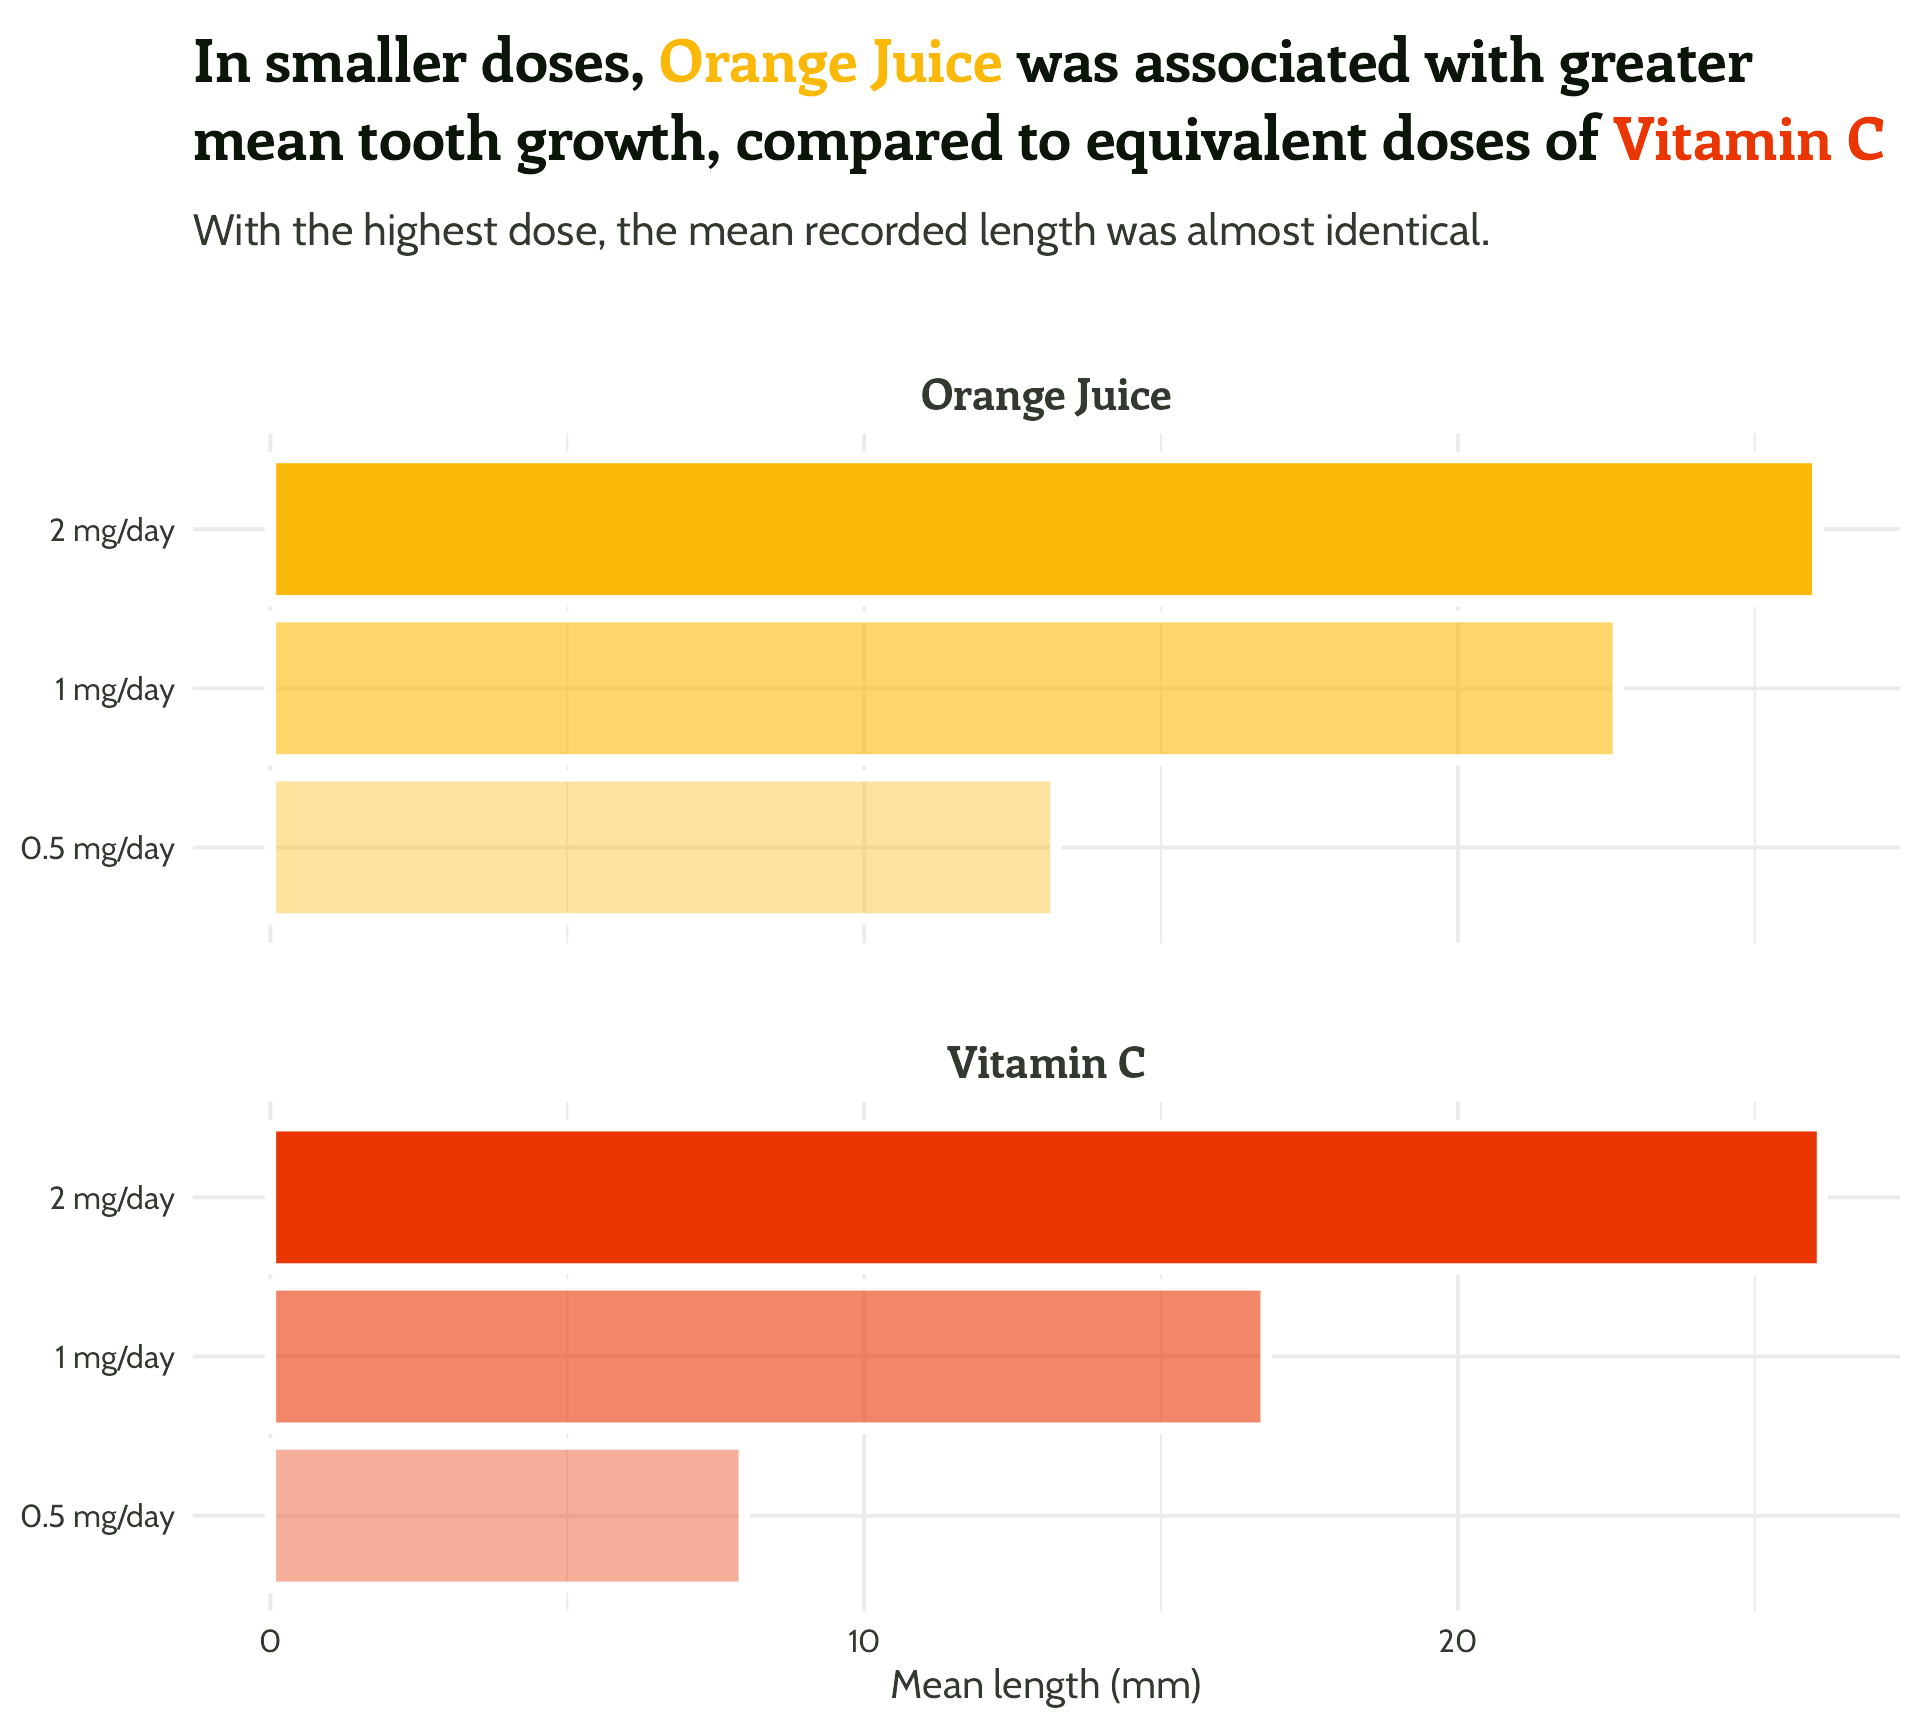 In smaller doses, Orange Juice was associated with greater
mean tooth growth, compared to equivalent doses of Vitamin C
With the highest dose, the mean recorded length was almost identical.
Orange Juice
2 mg/day
1 mg/day
0.5 mg/day
Vitamin C
2 mg/day
1 mg/day
0.5 mg/day
0 10 20
Mean length (mm)